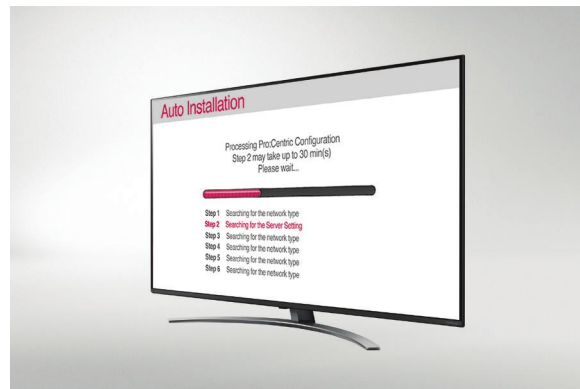 Auto Installation
Processing Pro:Centric Configuration
Step 2 may take up to 30 min(s)
Please wait...
Step 1 Searching for the network type
Step 2 Searching for the Server Setting
Step 3 Searching for the network type
Step 4 Searching for the network type
Step 5 Searching for the network type
Step 6 Searching for the network type